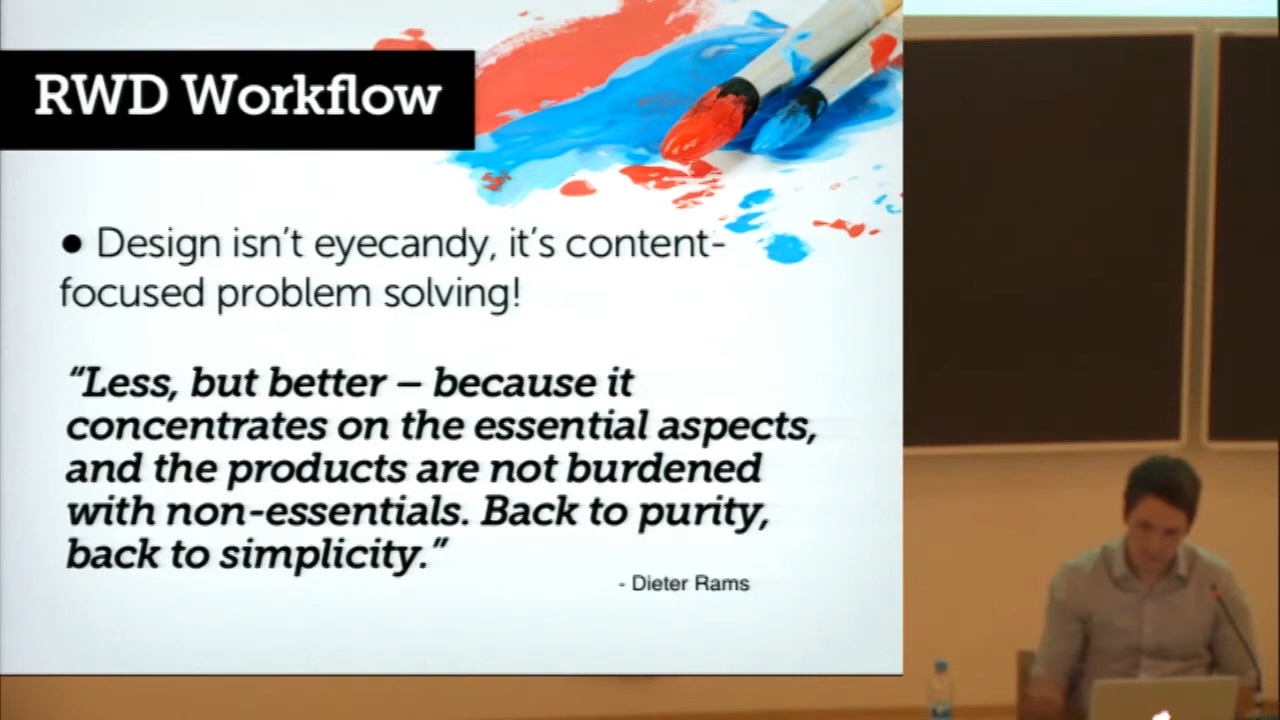 RWD Workflow
● Design isn't eyecandy, it's content-
focused problem solving!
“Less, but better – because it
concentrates on the essential aspects,
and the products are not burdened
with non-essentials. Back to purity,
back to simplicity.”
- Dieter Rams